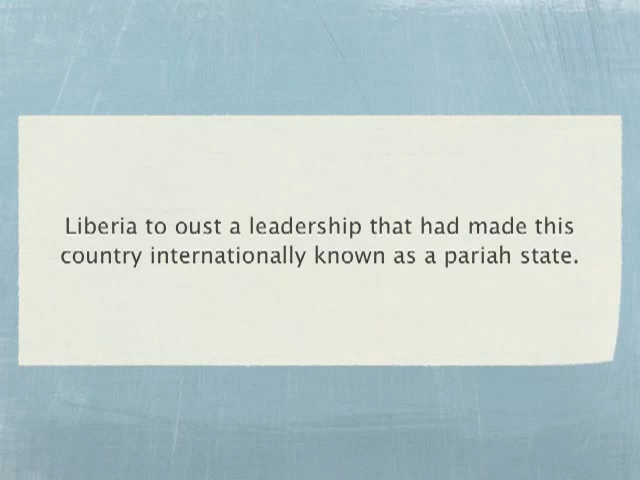 Liberia to oust a leadership that had made this
country internationally known as a pariah state.